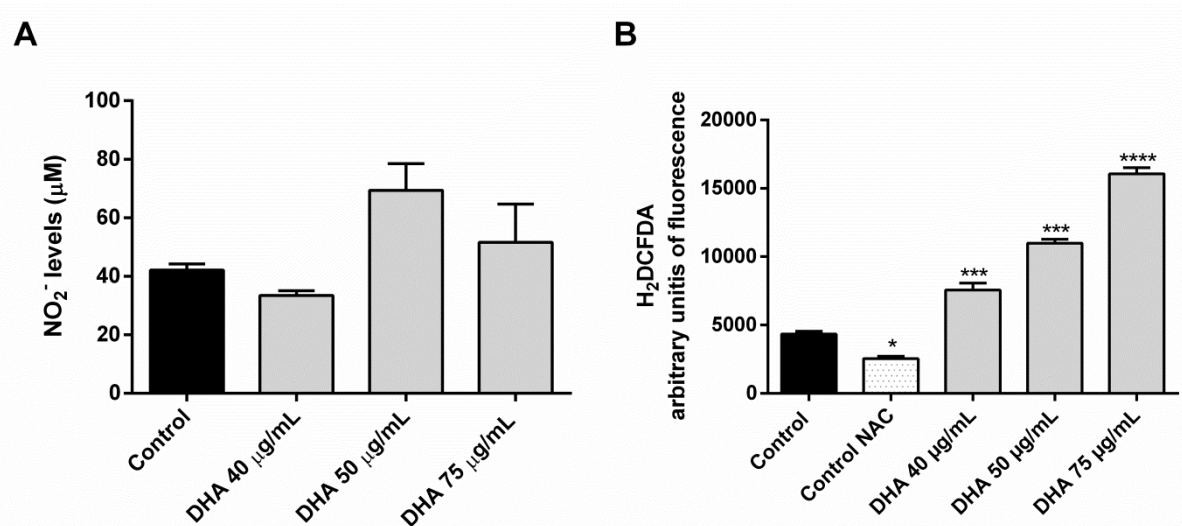 A
NO₂⁻ levels (μM)
100
80
60
40
20
0
Control
DHA 40 μg/mL
DHA 50 μg/mL
DHA 75 μg/mL
B
H₂DCFDA
arbitrary unitis of fluorescence
20000
15000
10000
5000
0
*
***
***
****
Control
Control NAC
DHA 40 µg/mL
DHA 50 µg/mL
DHA 75 µg/mL